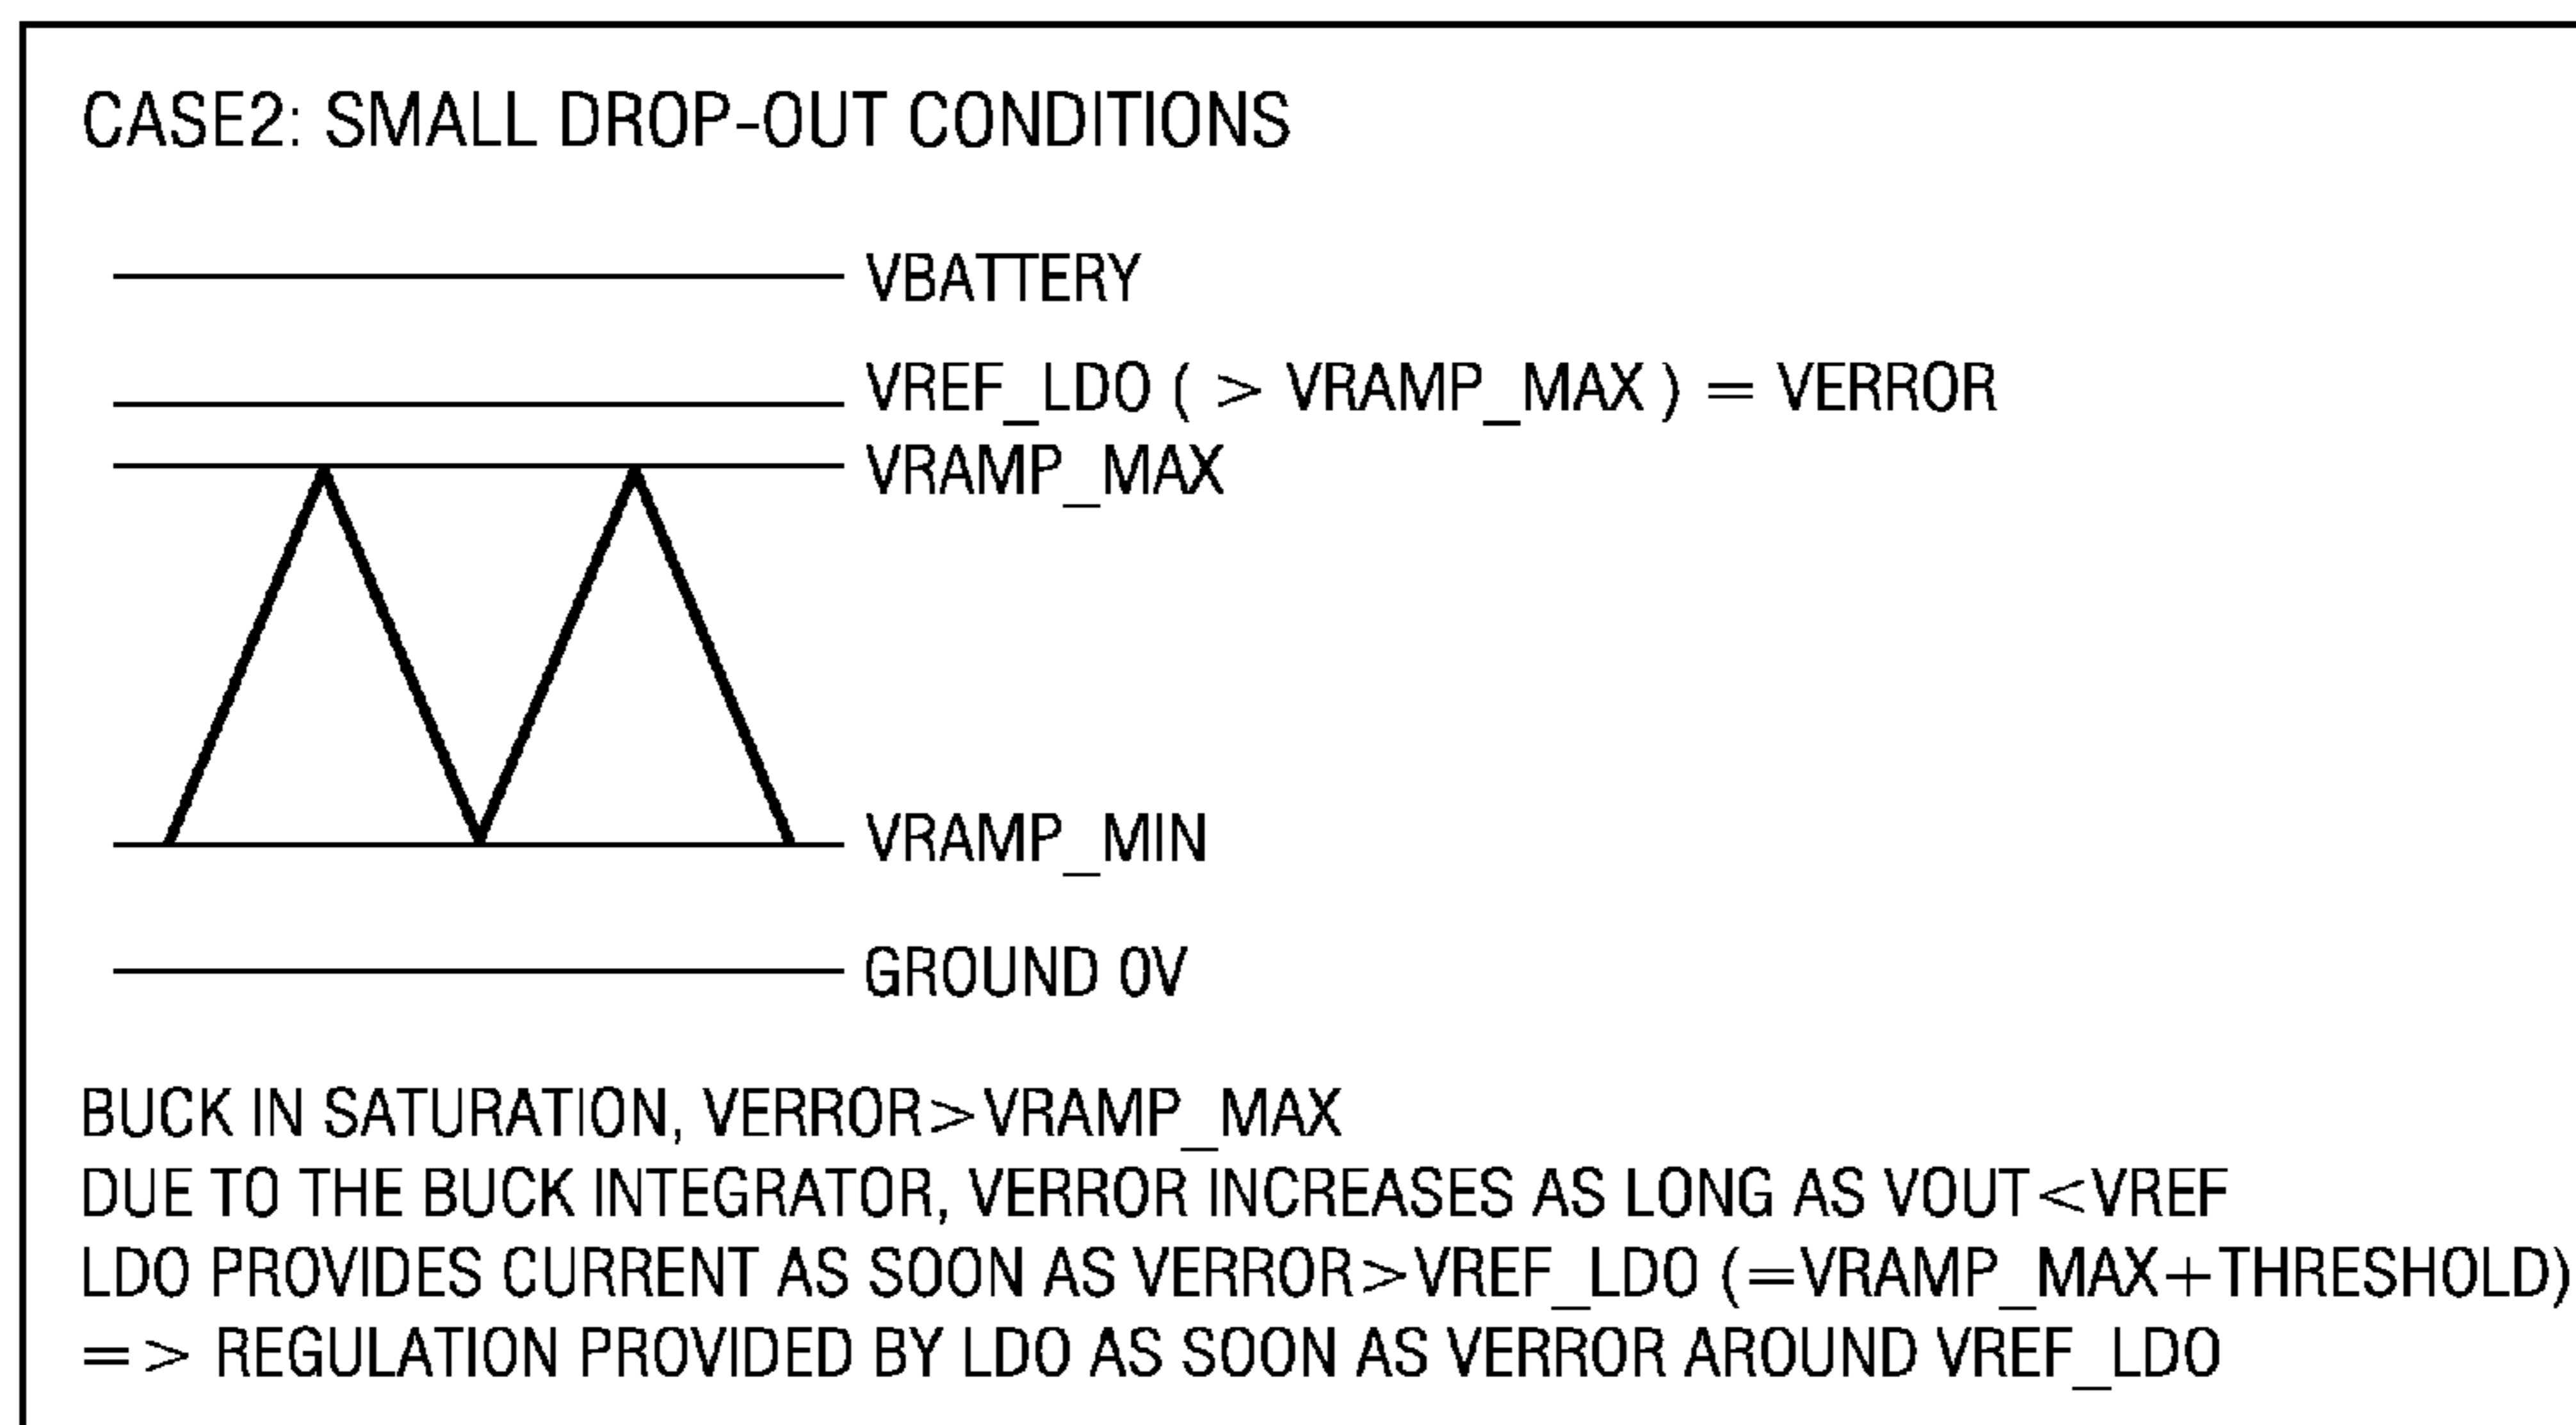 CASE2: SMALL DROP-OUT CONDITIONS
VBATTERY
VREF_LDO ( > VRAMP_MAX ) = VERROR
VRAMP_MAX
VRAMP_MIN
GROUND 0V
BUCK IN SATURATION, VERROR>VRAMP_MAX
DUE TO THE BUCK INTEGRATOR, VERROR INCREASES AS LONG AS VOUT<VREF
LDO PROVIDES CURRENT AS SOON AS VERROR>VREF_LDO (=VRAMP_MAX+THRESHOLD)
=> REGULATION PROVIDED BY LDO AS SOON AS VERROR AROUND VREF_LDO